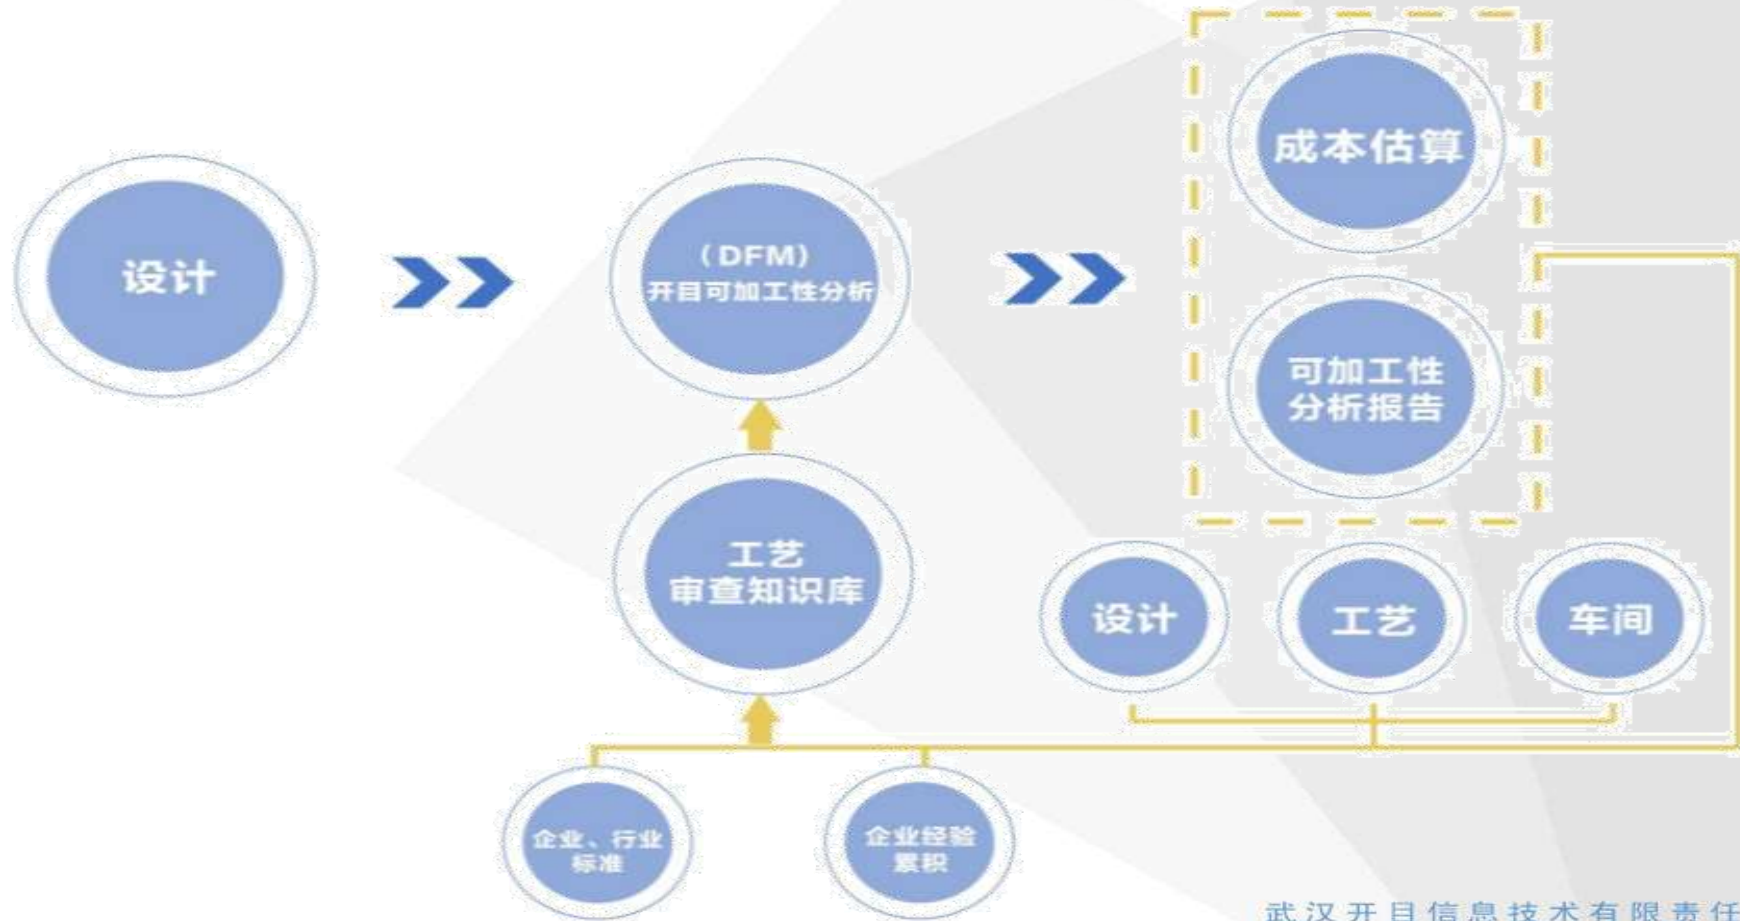 设计
（DFM）
开目可加工性分析
成本估算
可加工性
分析报告
工艺
审查知识库
设计
工艺
车间
企业、行业
标准
企业经验
累积
武汉开目信息技术有限责任